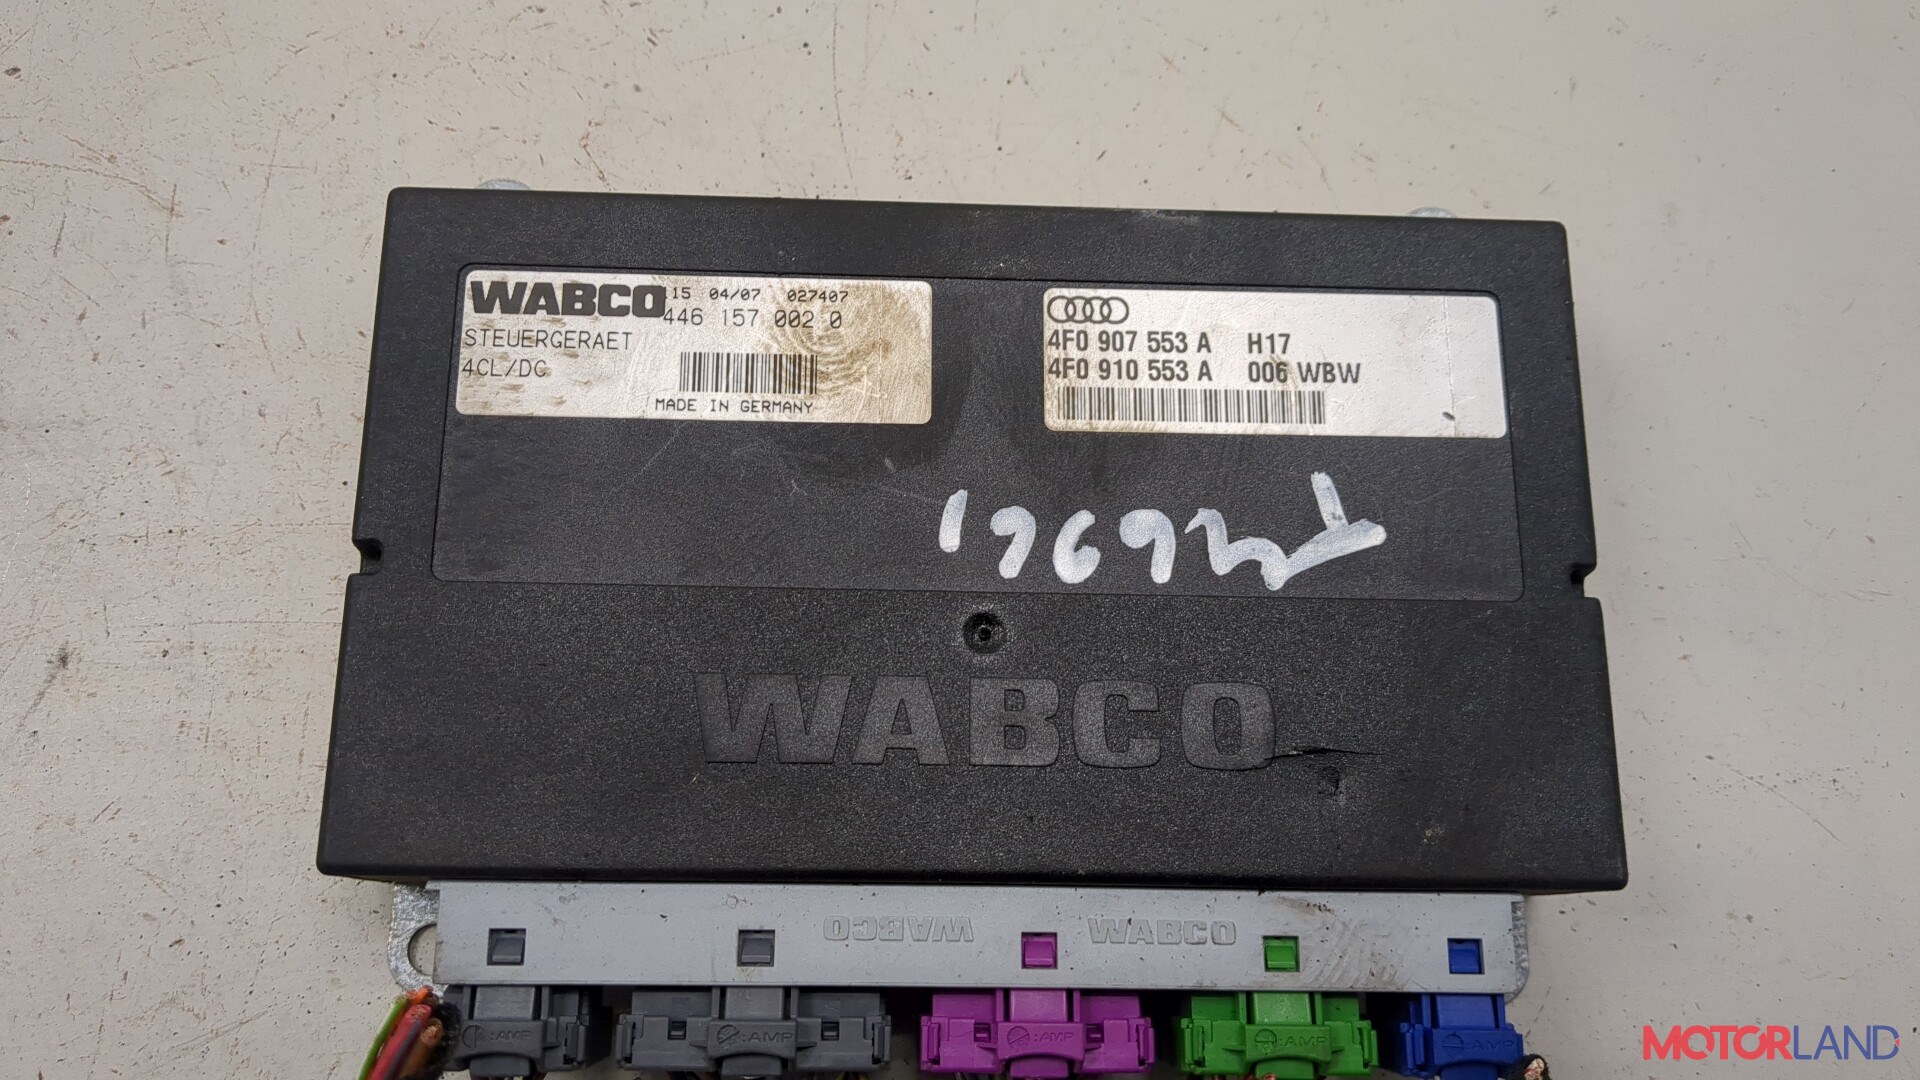 WABCO 15 04/07 027407
446 157 002 0
STEUERGERAET
4CL/DC
MADE IN GERMANY
4F0 907 553 A H17
4F0 910 553 A 006 WBW
WABCO
WABCO WABCO
AMP AMP AMP AMP AMP
MOTORLAND